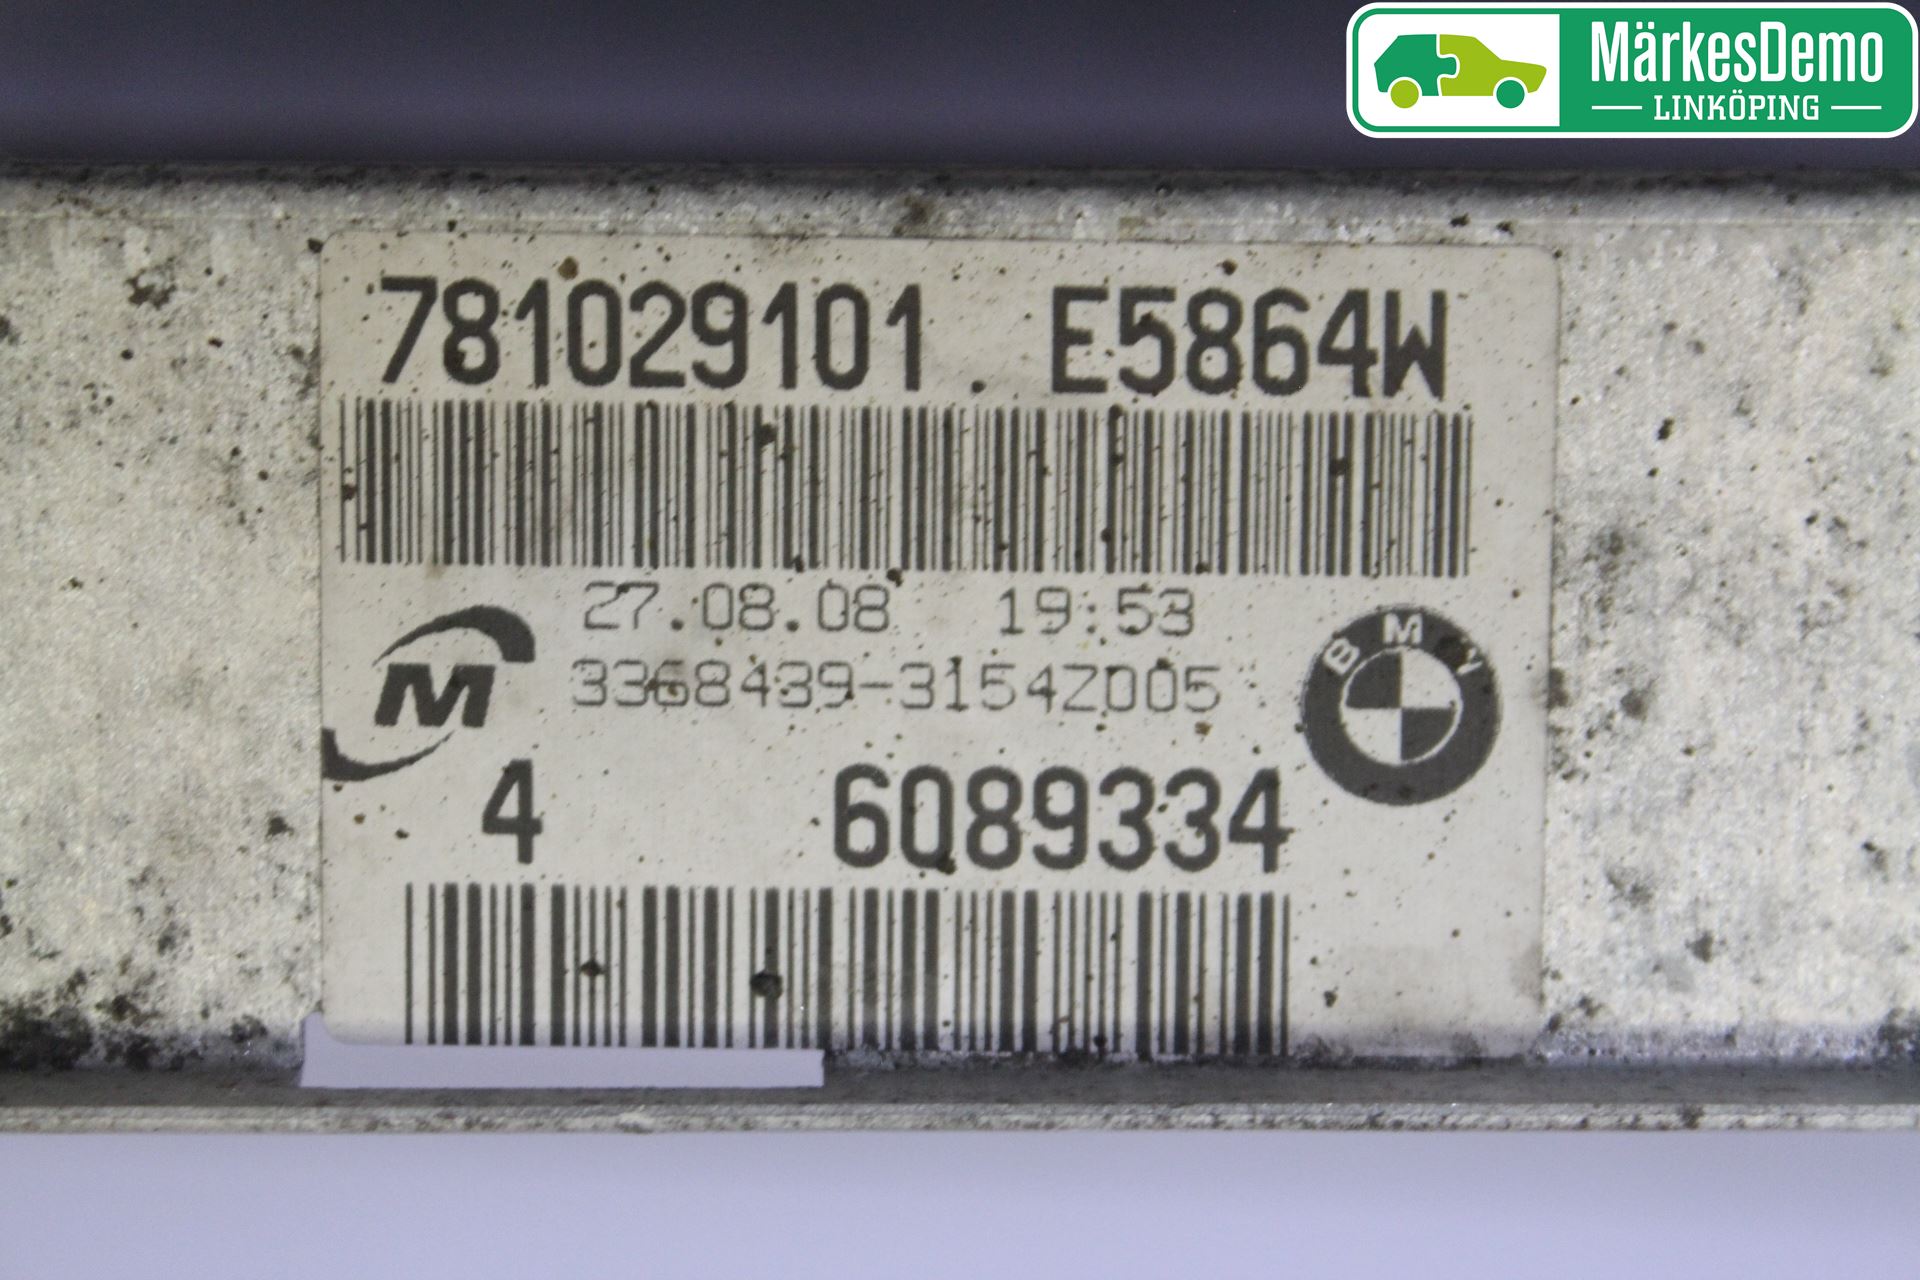 MärkesDemo
LINKÖPING
781029101. E5864W
27.08.08 19:53
3368439-3154Z005
M
BMW
4 6089334